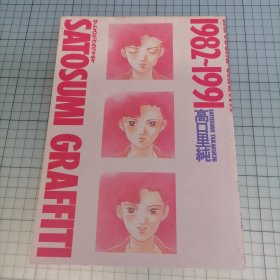 1982~1991
高口里純
SATOSUMI TAKAGUCHI
さとすみグラフィティ
SATOSUMI GRAFFITI